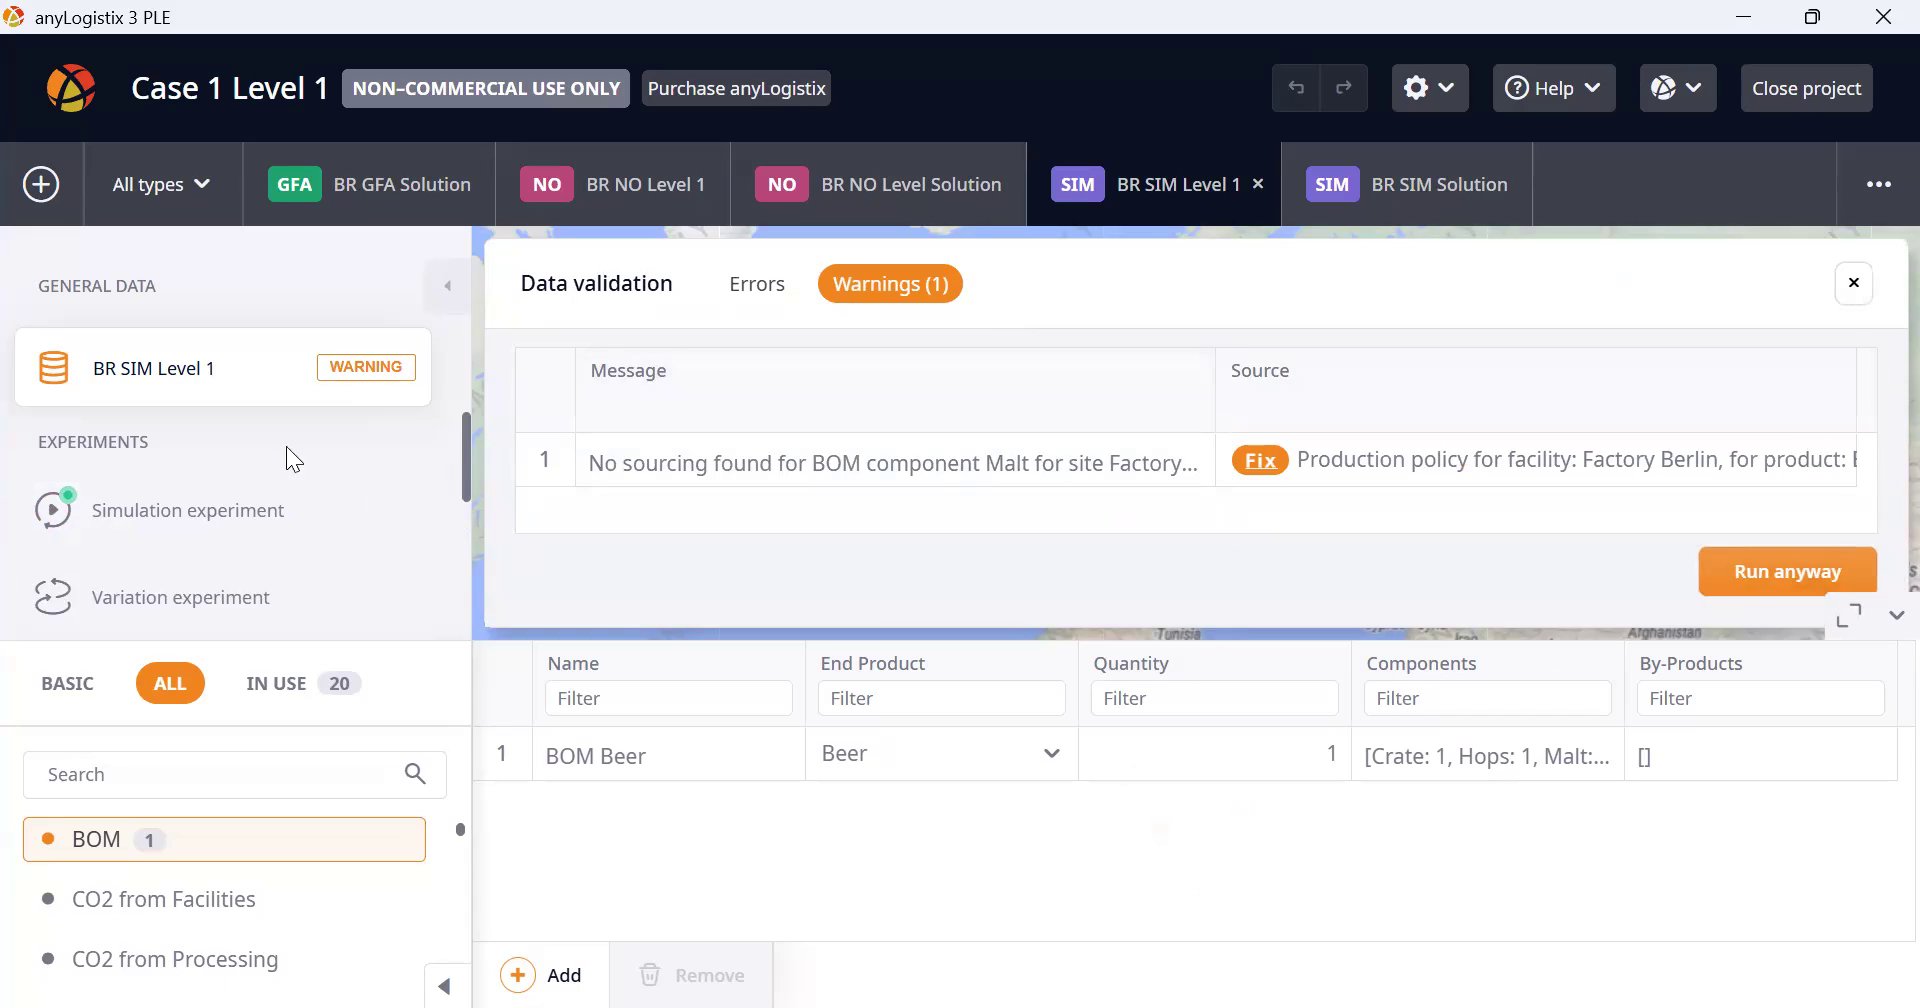 anyLogistix 3 PLE
Case 1 Level 1
NON-COMMERCIAL USE ONLY
Purchase anyLogistix
Help
Close project
All types
GFA BR GFA Solution
NO BR NO Level 1
NO BR NO Level Solution
SIM BR SIM Level 1
SIM BR SIM Solution
GENERAL DATA
BR SIM Level 1
WARNING
EXPERIMENTS
Simulation experiment
Variation experiment
Data validation
Errors
Warnings (1)
Message
Source
1
No sourcing found for BOM component Malt for site Factory...
Fix
Production policy for facility: Factory Berlin, for product:
Run anyway
Tunisia
Afghanistan
BASIC
ALL
IN USE 20
Search
BOM 1
CO2 from Facilities
CO2 from Processing
Name
End Product
Quantity
Components
By-Products
Filter
Filter
Filter
Filter
Filter
1
BOM Beer
Beer
1
[Crate: 1, Hops: 1, Malt:...
[]
Add
Remove